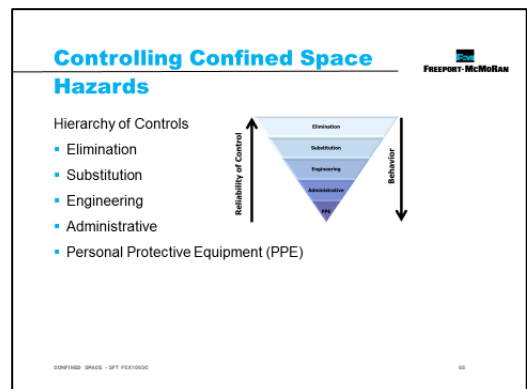 Controlling Confined Space
Hazards
FCX
FREEPORT-McMoRAN
Hierarchy of Controls
▪ Elimination
▪ Substitution
▪ Engineering
▪ Administrative
▪ Personal Protective Equipment (PPE)
Reliability of Control
Elimination
Substitution
Engineering
Administrative
PPE
Behavior
CONFINED SPACE - SFT FCX1003C